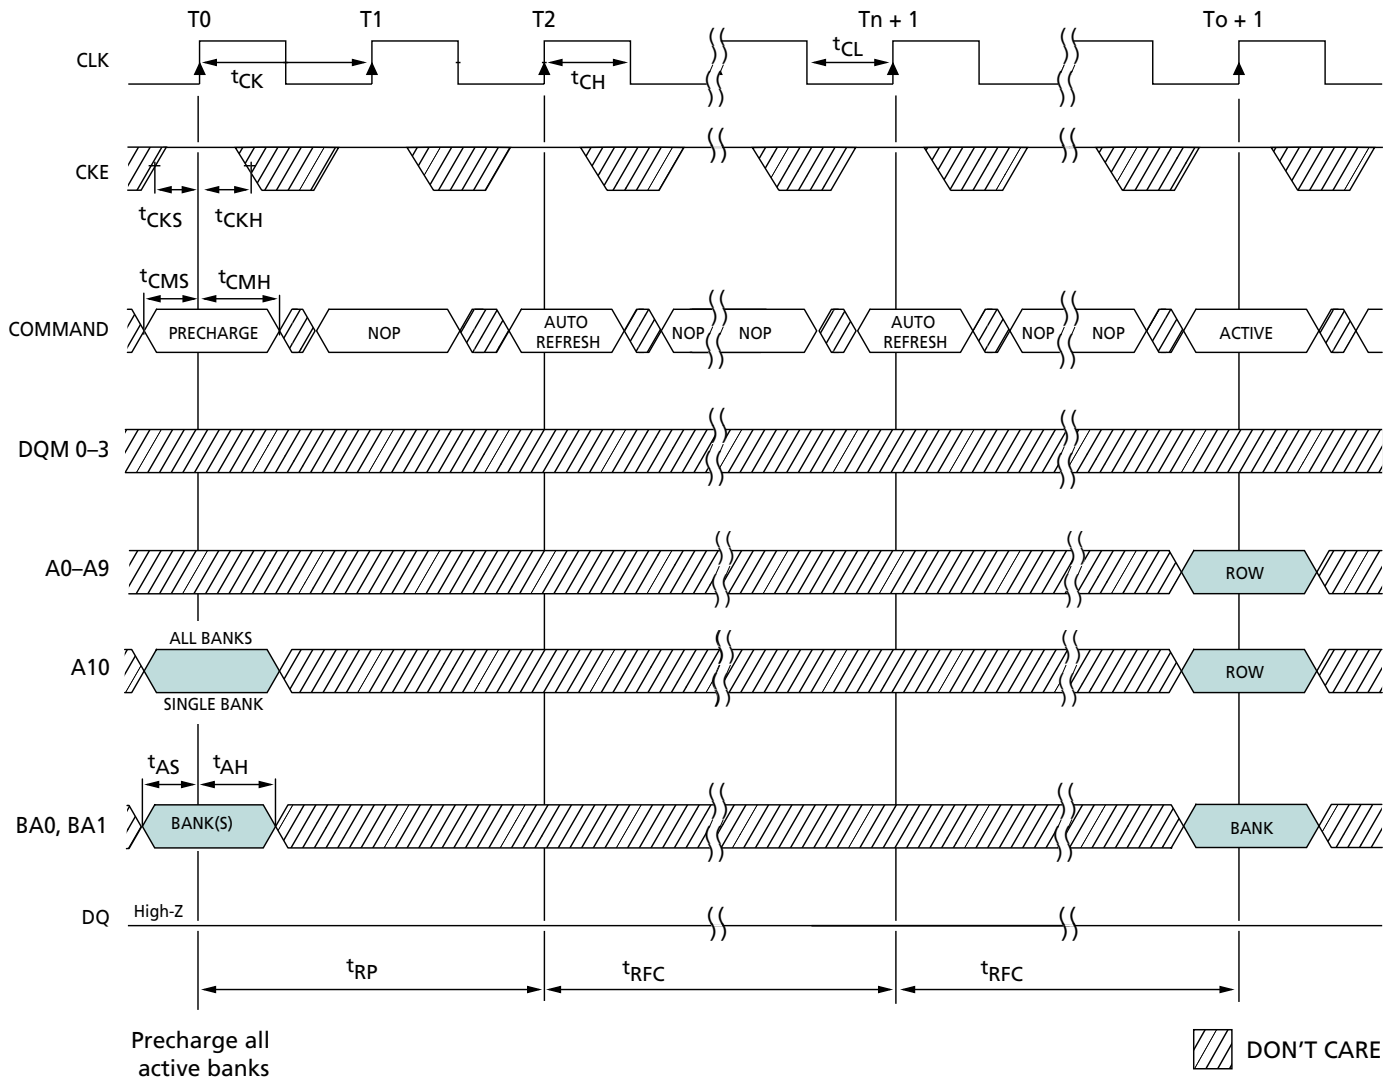 T0 T1 T2 Tn + 1 To + 1
CLK
tCK tCH tCL
CKE
tCKS tCKH
tCMS tCMH
COMMAND PRECHARGE NOP AUTO REFRESH NOP NOP AUTO REFRESH NOP NOP ACTIVE
DQM 0–3
A0–A9 ROW
ALL BANKS
A10 ROW
SINGLE BANK
tAS tAH
BA0, BA1 BANK(S) BANK
DQ High-Z
tRP tRFC tRFC
Precharge all
active banks
DON'T CARE